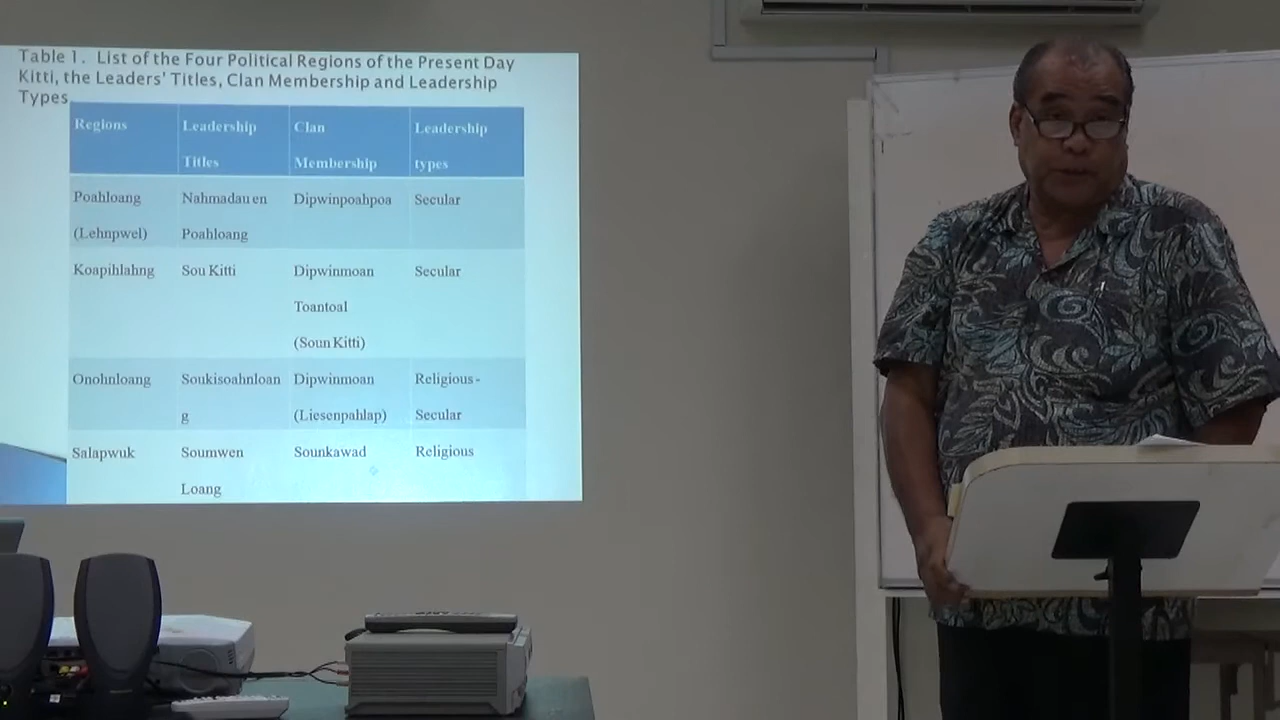 Table 1. List of the Four Political Regions of the Present Day
Kitti, the Leaders' Titles, Clan Membership and Leadership
Types
Regions
Leadership
Titles
Clan
Membership
Leadership
types
Poahloang
(Lehnpwel)
Nahmadau en
Poahloang
Dipwinpoahpoa
Secular
Koapihlahng
Sou Kitti
Dipwinmoan
Toantoal
(Soun Kitti)
Secular
Onohnloang
Soukisoahnloan
g
Dipwinmoan
(Liesenpahlap)
Religious -
Secular
Salapwuk
Soumwen
Loang
Sounkawad
Religious